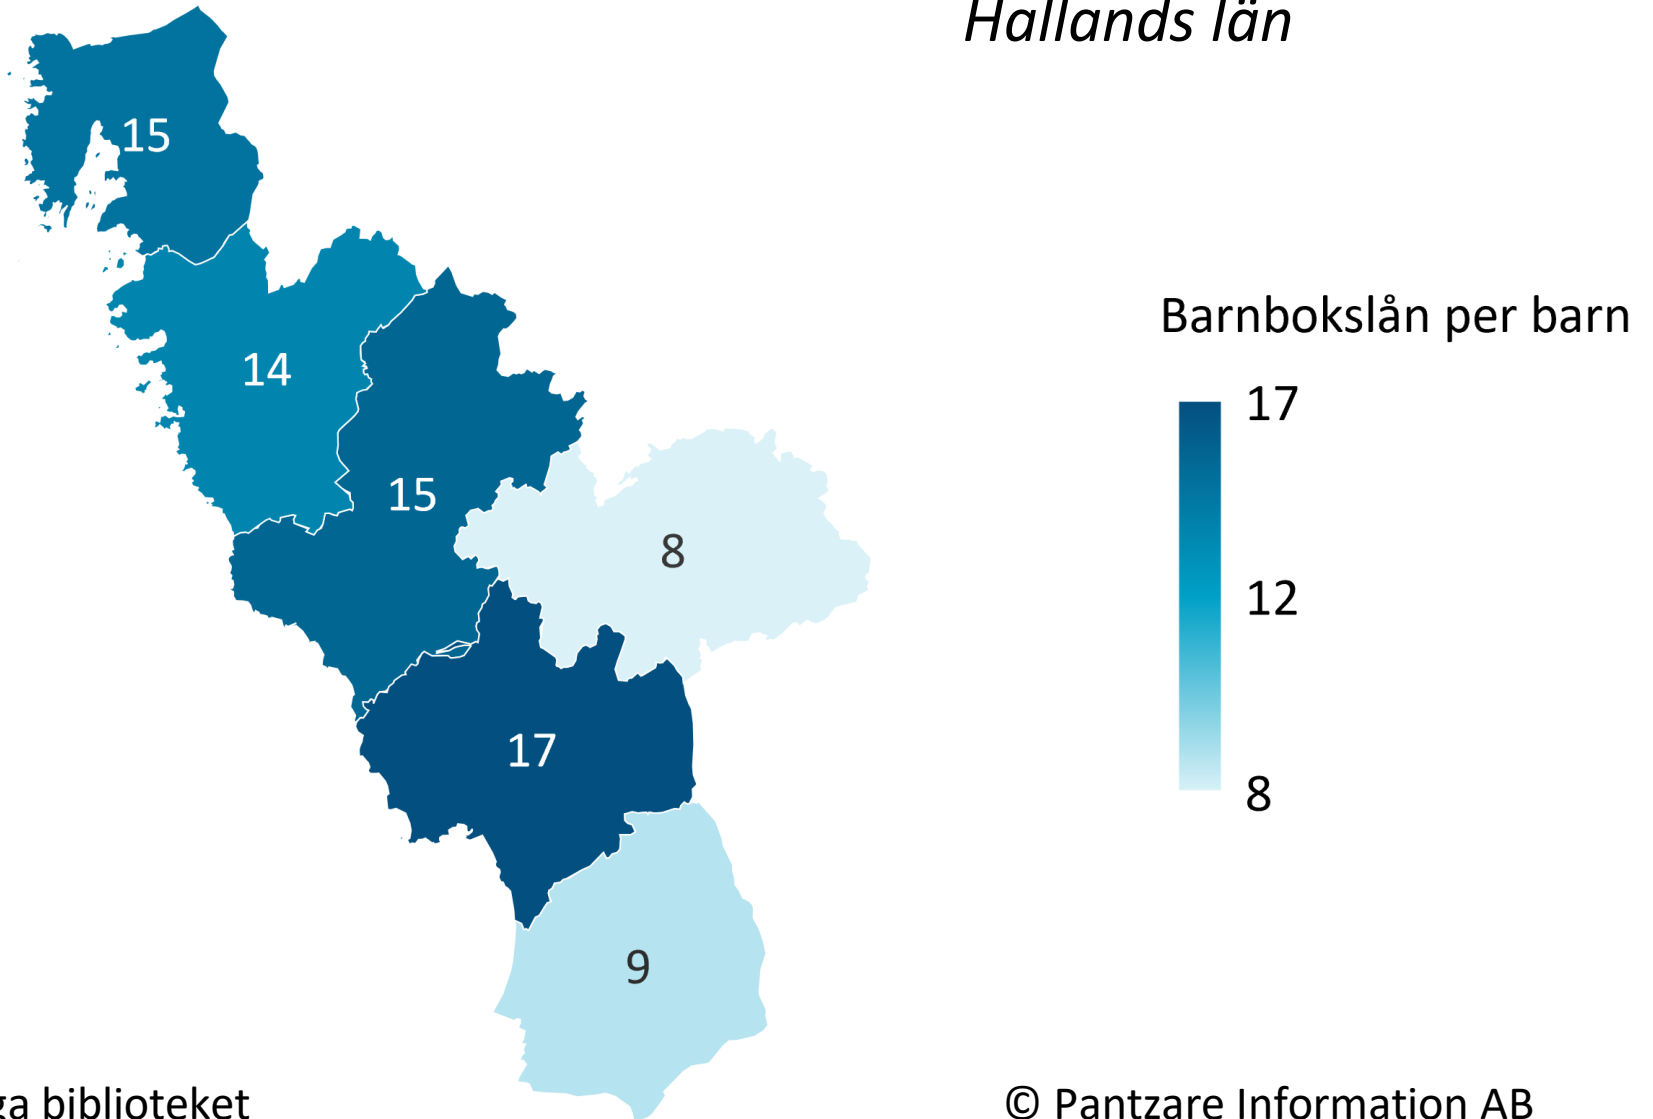 Hallands län
15
14
15
8
17
9
Barnbokslån per barn
17
12
8
biblioteket
© Pantzare Information AB